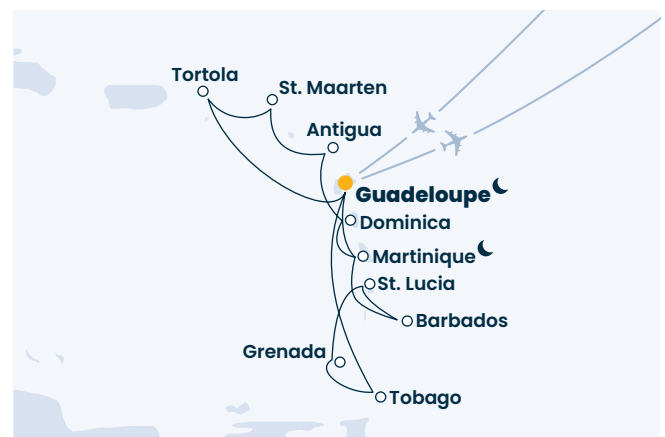 Tortola
St. Maarten
Antigua
Guadeloupe
Dominica
Martinique
St. Lucia
Barbados
Grenada
Tobago